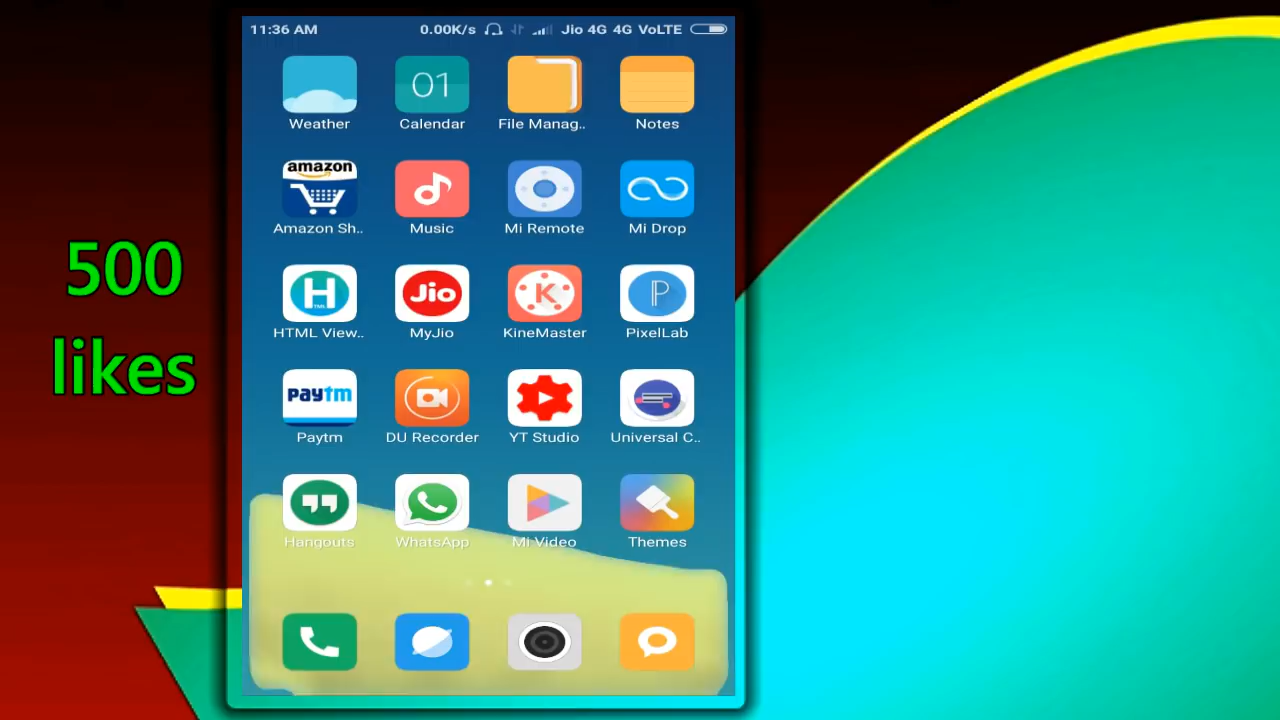 11:36 AM 0.00K/s Jio 4G 4G VoLTE
01
Weather Calendar File Manag.. Notes
amazon
Amazon Sh.. Music Mi Remote Mi Drop
500
H Jio K P
HTML
HTML View.. MyJio KineMaster PixelLab
likes
paytm
Paytm DU Recorder YT Studio Universal C..
Hangouts WhatsApp Mi Video Themes